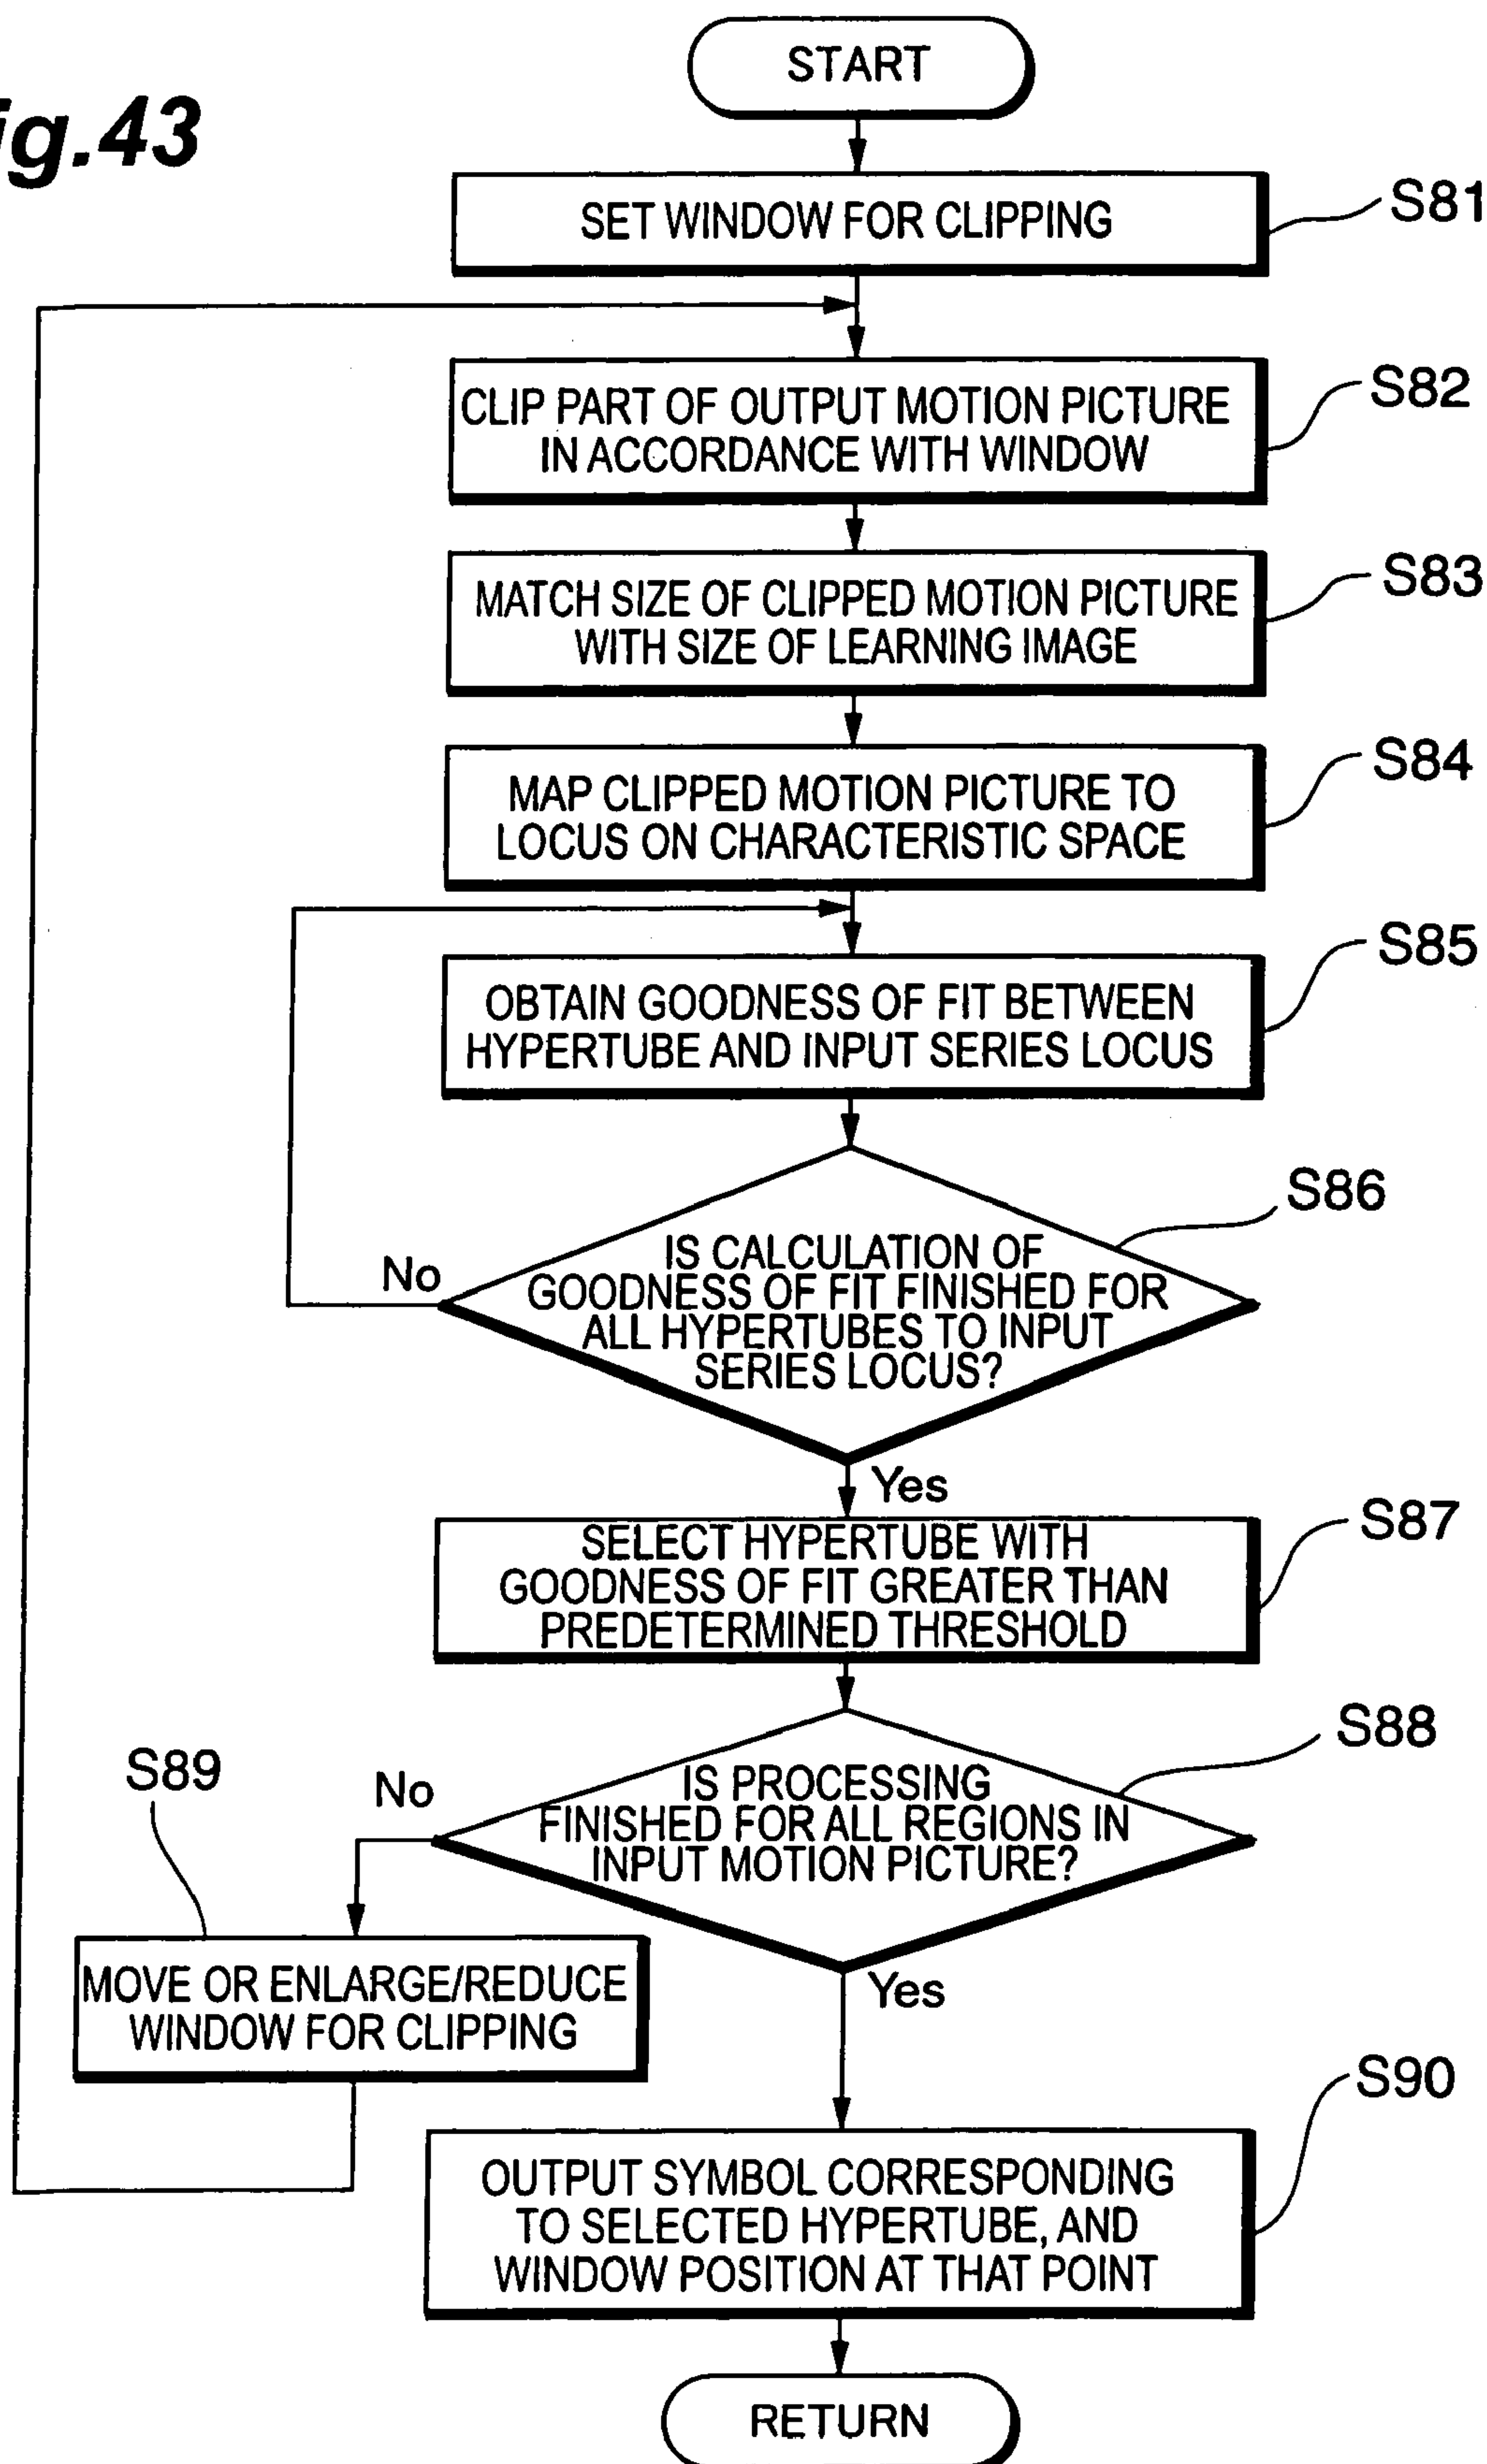 ig.43
START
SET WINDOW FOR CLIPPING
S81
CLIP PART OF OUTPUT MOTION PICTURE
IN ACCORDANCE WITH WINDOW
S82
MATCH SIZE OF CLIPPED MOTION PICTURE
WITH SIZE OF LEARNING IMAGE
S83
MAP CLIPPED MOTION PICTURE TO
LOCUS ON CHARACTERISTIC SPACE
S84
OBTAIN GOODNESS OF FIT BETWEEN
HYPERTUBE AND INPUT SERIES LOCUS
S85
IS CALCULATION OF
GOODNESS OF FIT FINISHED FOR
ALL HYPERTUBES TO INPUT
SERIES LOCUS?
S86
No
Yes
SELECT HYPERTUBE WITH
GOODNESS OF FIT GREATER THAN
PREDETERMINED THRESHOLD
S87
IS PROCESSING
FINISHED FOR ALL REGIONS IN
INPUT MOTION PICTURE?
S88
No
S89
MOVE OR ENLARGE/REDUCE
WINDOW FOR CLIPPING
Yes
OUTPUT SYMBOL CORRESPONDING
TO SELECTED HYPERTUBE, AND
WINDOW POSITION AT THAT POINT
S90
RETURN